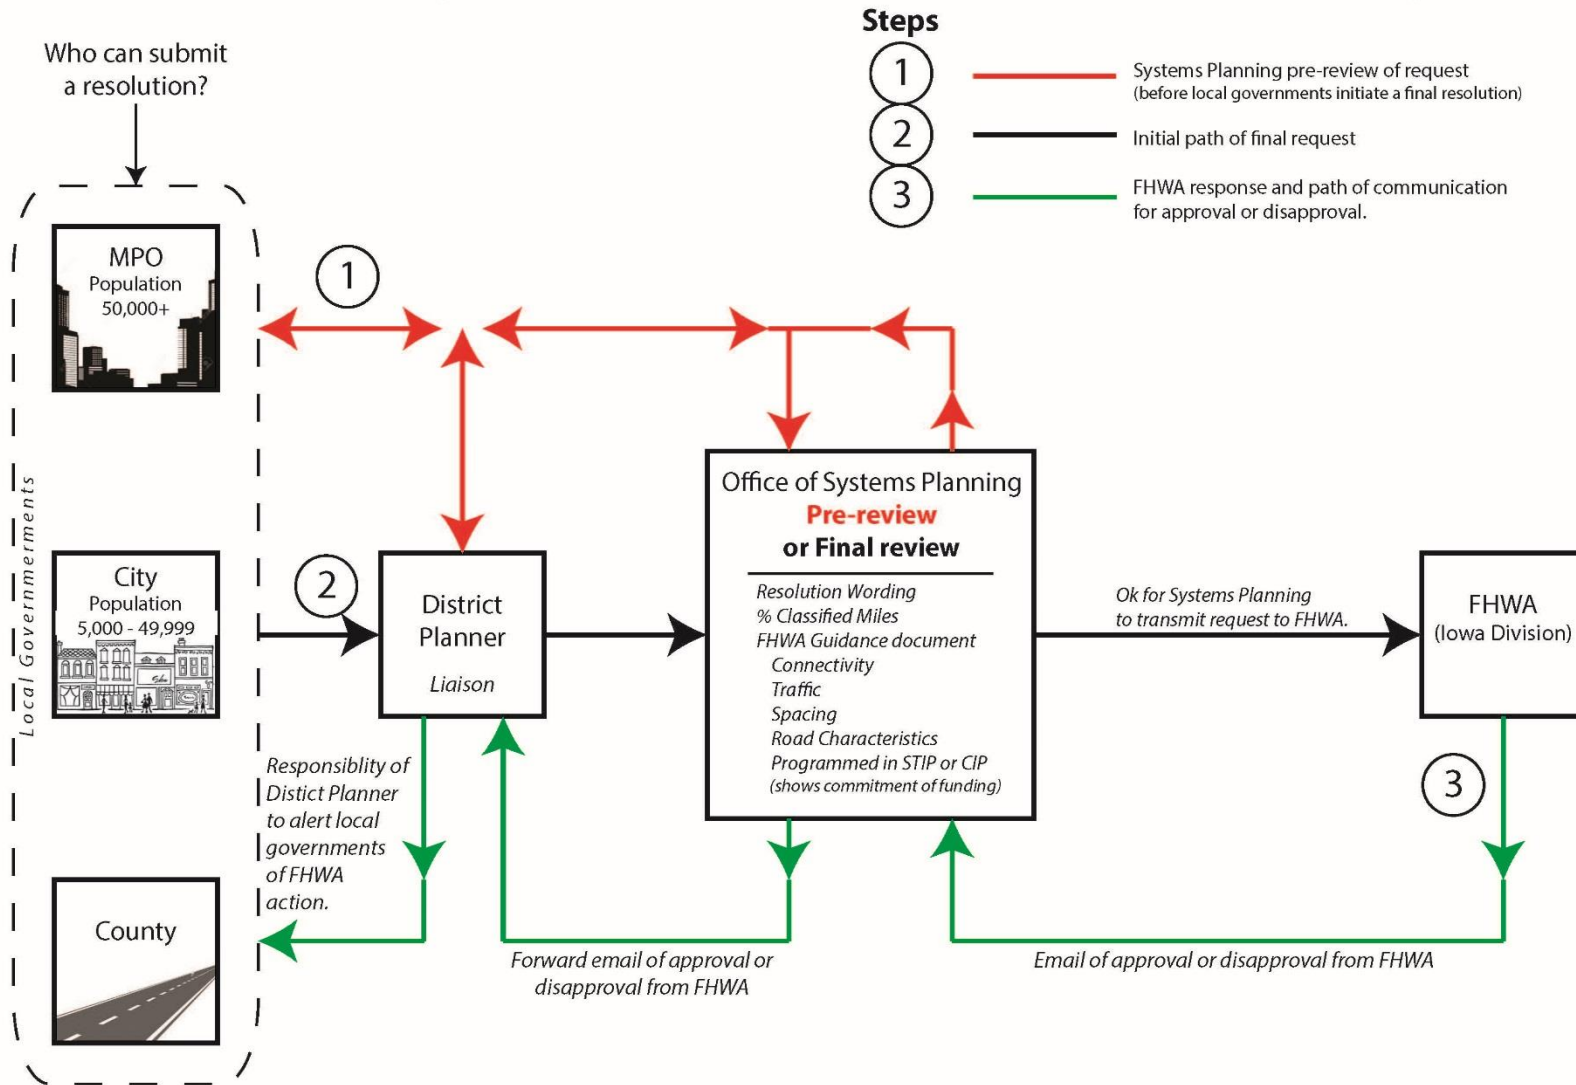 Steps
1
Systems Planning pre-review of request
(before local governments initiate a final resolution)
2
Initial path of final request
3
FHWA response and path of communication
for approval or disapproval.
Who can submit
a resolution?
Local Governmerments
MPO
Population
50,000+
City
Population
5,000 - 49,999
County
1
2
District
Planner
Liaison
Office of Systems Planning
Pre-review
or Final review
Resolution Wording
% Classified Miles
FHWA Guidance document
Connectivity
Traffic
Spacing
Road Characteristics
Programmed in STIP or CIP
(shows commitment of funding)
Ok for Systems Planning
to transmit request to FHWA.
FHWA
(Iowa Division)
3
Responsiblity of
Distict Planner
to alert local
governments
of FHWA
action.
Forward email of approval or
disapproval from FHWA
Email of approval or disapproval from FHWA